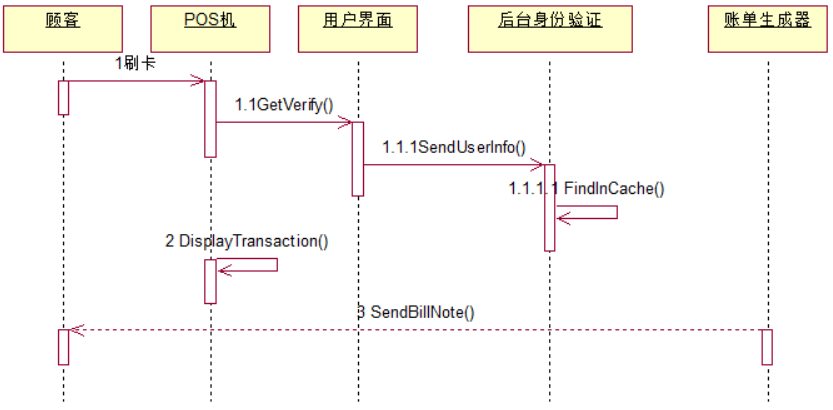 顾客
POS机
用户界面
后台身份验证
账单生成器
1刷卡
1.1GetVerify()
1.1.1SendUserInfo()
1.1.1.1 FindInCache()
2 DisplayTransaction()
3 SendBillNote()